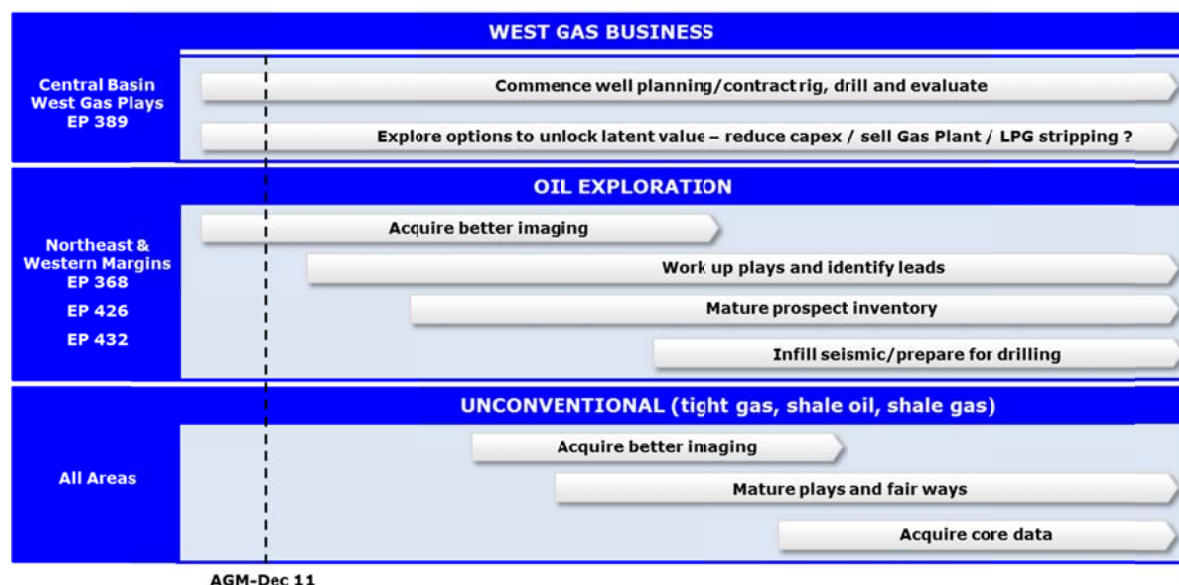 WEST GAS BUSINESS
Central Basin
West Gas Plays
EP 389
Commence well planning/contract rig, drill and evaluate
Explore options to unlock latent value – reduce capex / sell Gas Plant / LPG stripping ?
OIL EXPLORATION
Northeast &
Western Margins
EP 368
EP 426
EP 432
Acquire better imaging
Work up plays and identify leads
Mature prospect inventory
Infill seismic/prepare for drilling
UNCONVENTIONAL (tight gas, shale oil, shale gas)
All Areas
Acquire better imaging
Mature plays and fair ways
Acquire core data
AGM-Dec 11